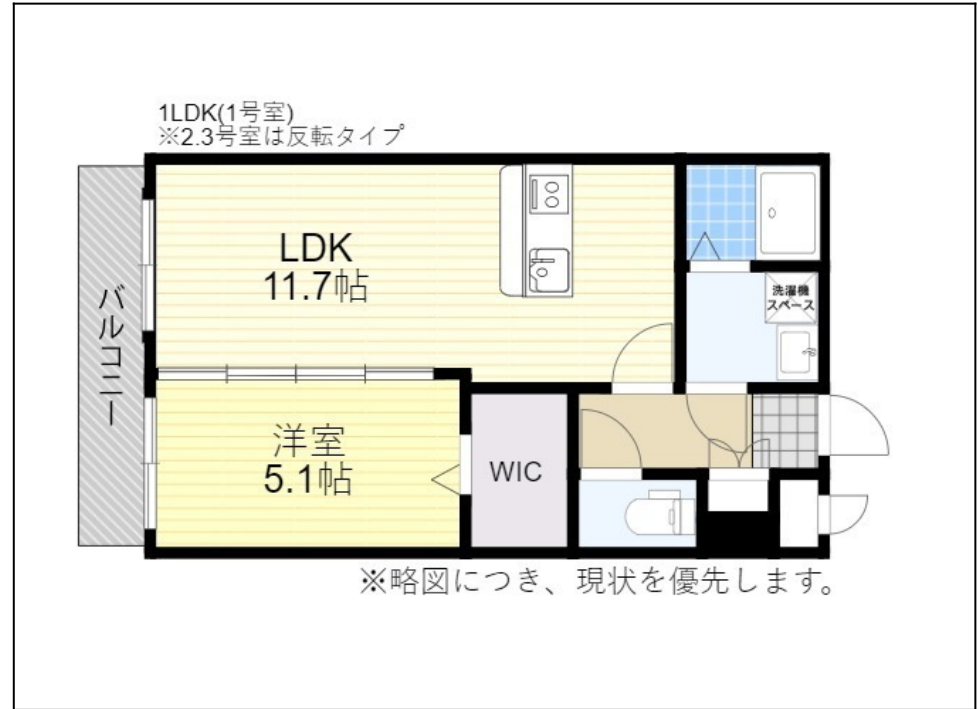 1LDK(1号室)
※2.3号室は反転タイプ
LDK
11.7帖
洗濯機
スペース
バルコニー
洋室
5.1帖
WIC
※略図につき、現状を優先します。